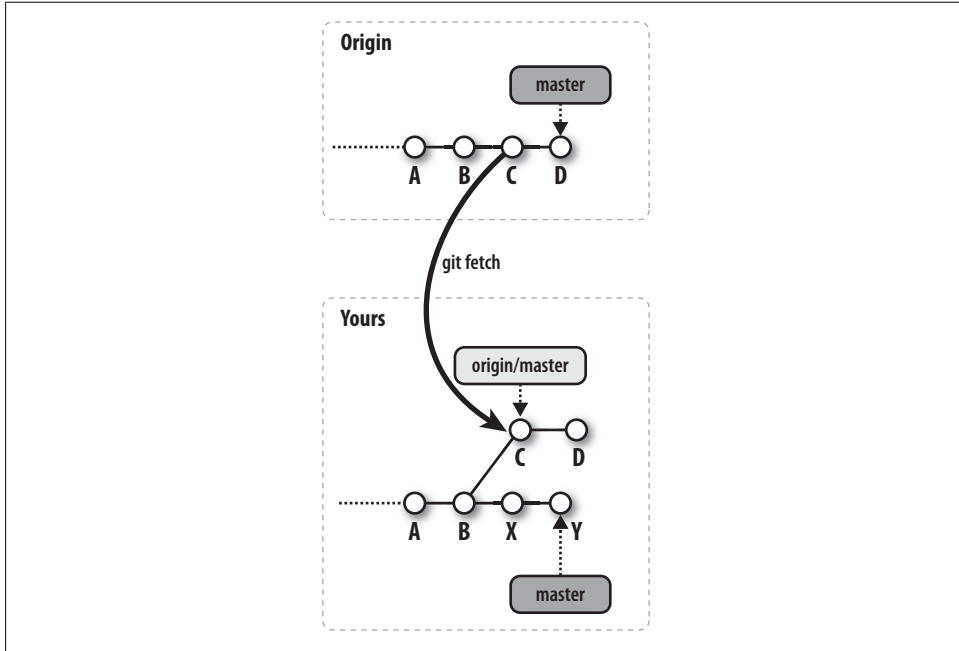 Origin
master
A B C D
git fetch
Yours
origin/master
C D
A B X Y
master